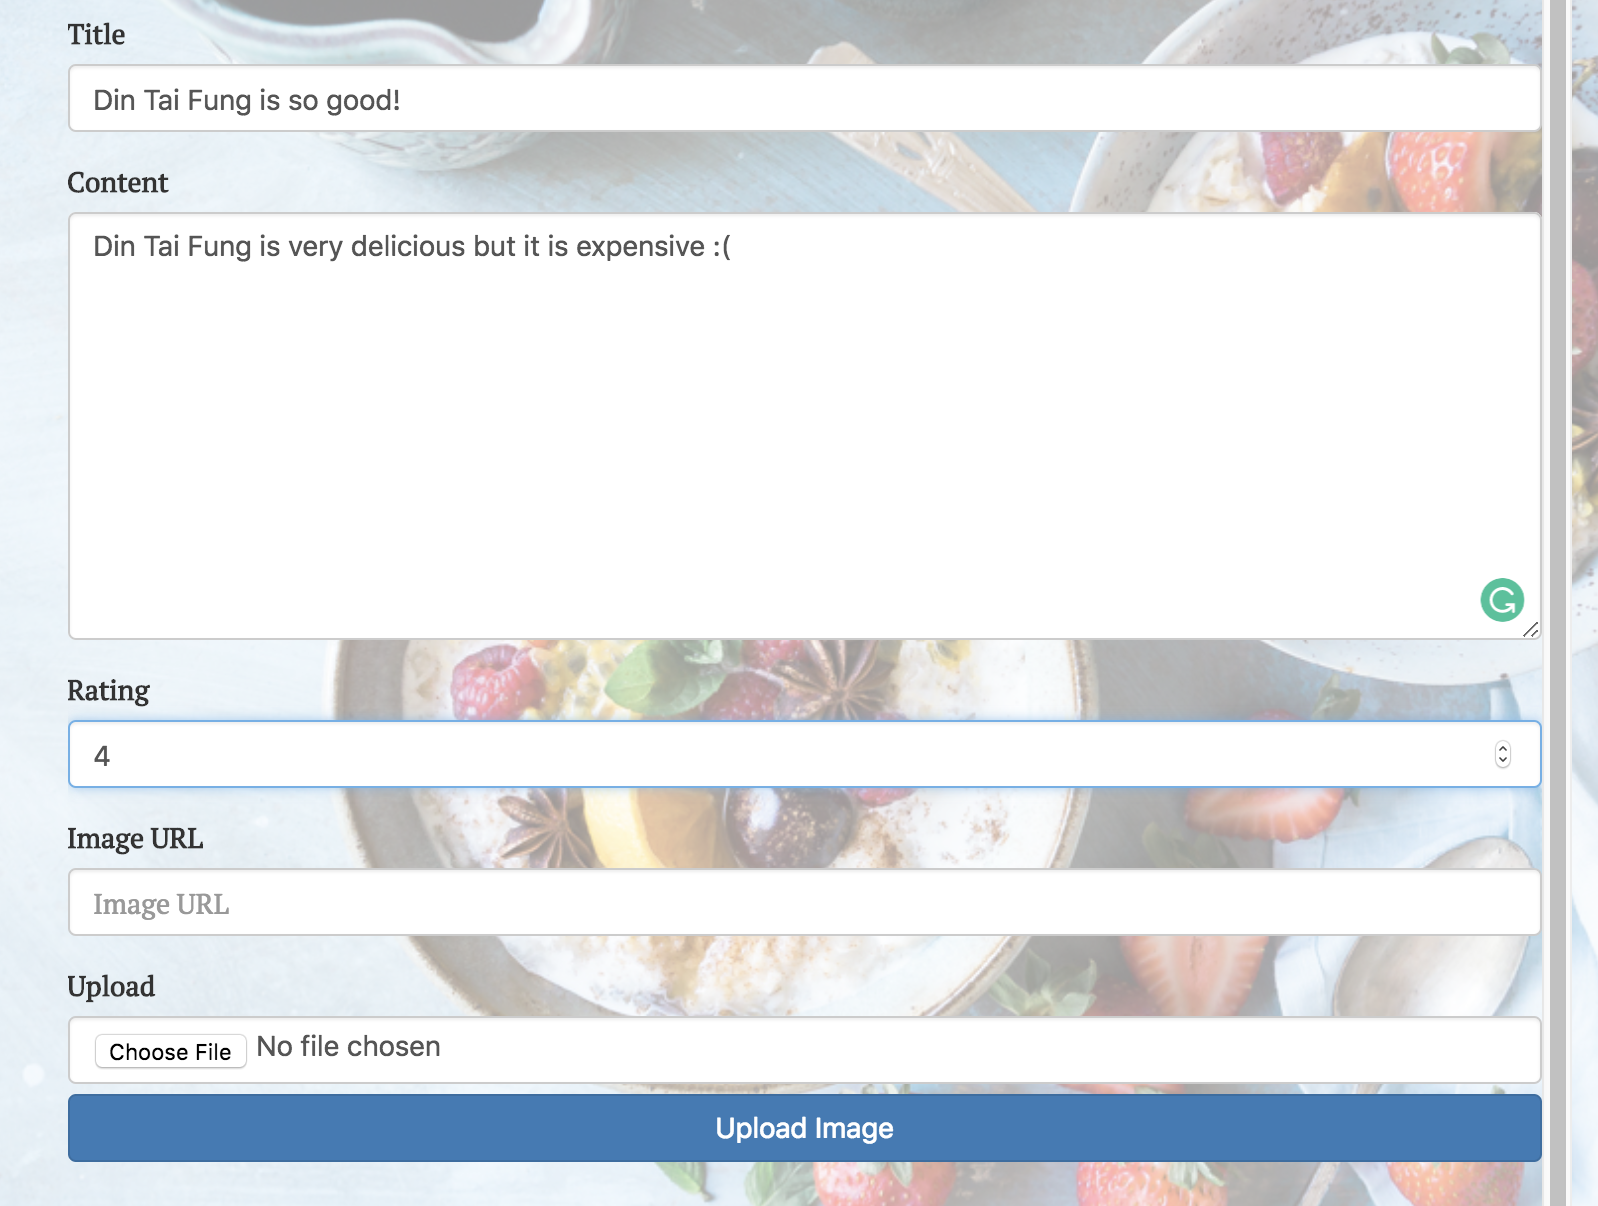 Title
Din Tai Fung is so good!
Content
Din Tai Fung is very delicious but it is expensive :(
Rating
4
Image URL
Image URL
Upload
Choose File No file chosen
Upload Image